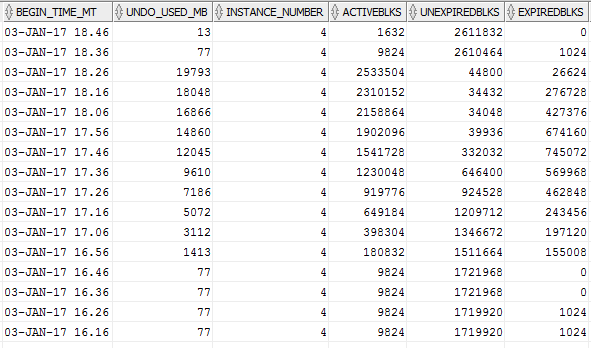 BEGIN_TIME_MT UNDO_USED_MB INSTANCE_NUMBER ACTIVEBLKS UNEXPIREDBLKS EXPIREDBLKS
03-JAN-17 18.46 13 4 1632 2611832 0
03-JAN-17 18.36 77 4 9824 2610464 1024
03-JAN-17 18.26 19793 4 2533504 44800 26624
03-JAN-17 18.16 18048 4 2310152 34432 276728
03-JAN-17 18.06 16866 4 2158864 34048 427376
03-JAN-17 17.56 14860 4 1902096 39936 674160
03-JAN-17 17.46 12045 4 1541728 332032 745072
03-JAN-17 17.36 9610 4 1230048 646400 569968
03-JAN-17 17.26 7186 4 919776 924528 462848
03-JAN-17 17.16 5072 4 649184 1209712 243456
03-JAN-17 17.06 3112 4 398304 1346672 197120
03-JAN-17 16.56 1413 4 180832 1511664 155008
03-JAN-17 16.46 77 4 9824 1721968 0
03-JAN-17 16.36 77 4 9824 1721968 0
03-JAN-17 16.26 77 4 9824 1719920 1024
03-JAN-17 16.16 77 4 9824 1719920 1024